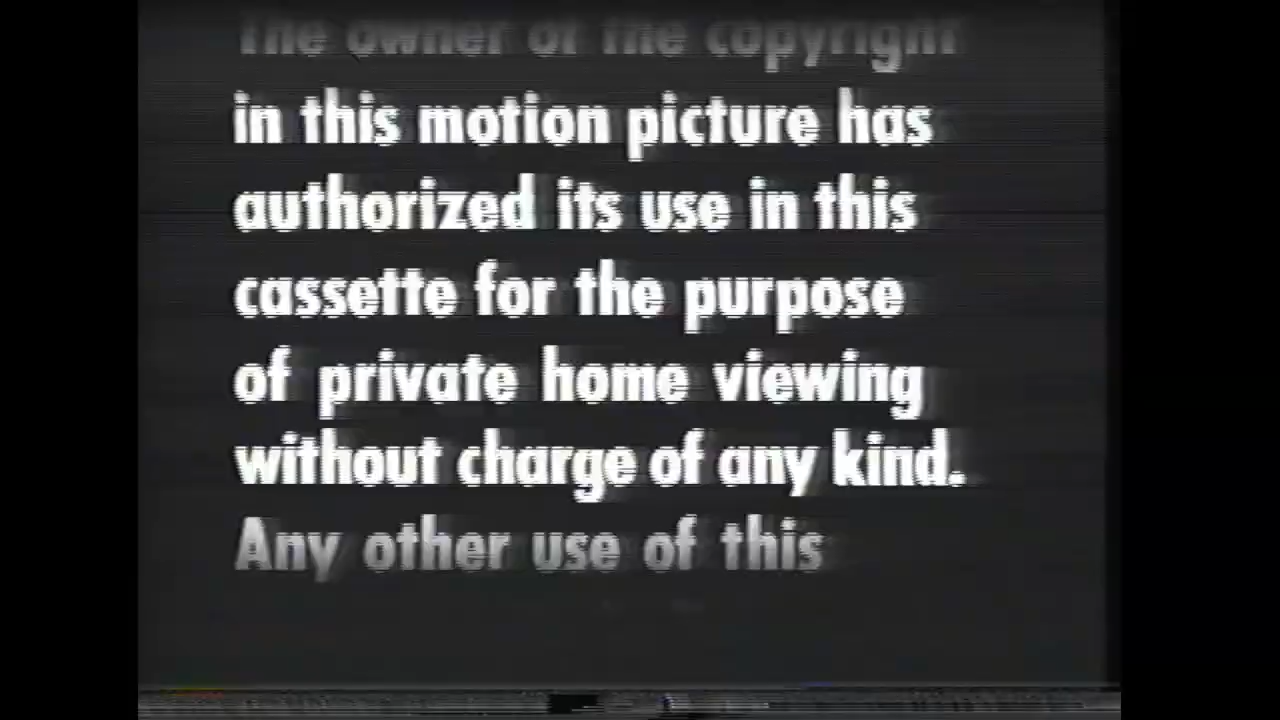 The owner of the copyright
in this motion picture has
authorized its use in this
cassette for the purpose
of private home viewing
without charge of any kind.
Any other use of this